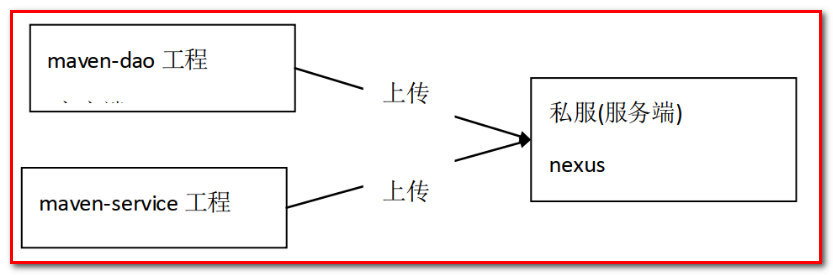 maven-dao 工程
上传
私服(服务端)
nexus
maven-service 工程
上传